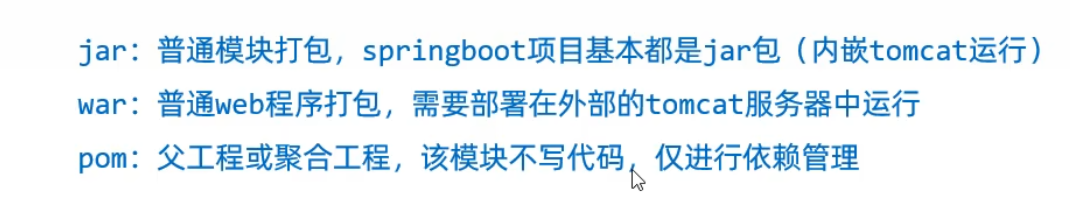 jar：普通模块打包，springboot项目基本都是jar包（内嵌tomcat运行）
war：普通web程序打包，需要部署在外部的tomcat服务器中运行
pom：父工程或聚合工程，该模块不写代码，仅进行依赖管理